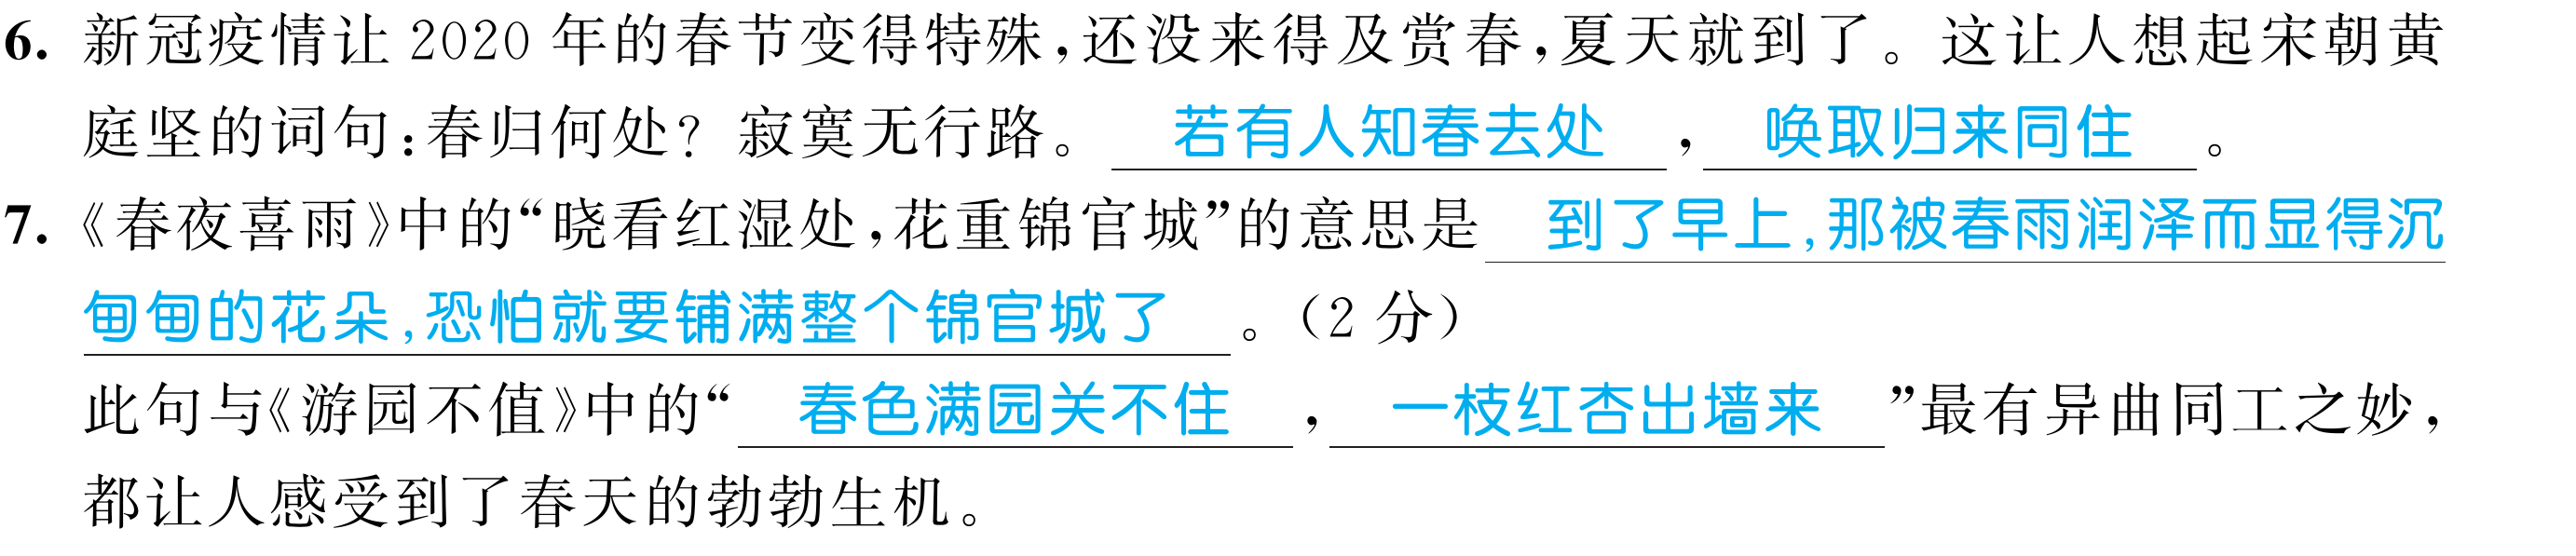 6. 新冠疫情让 2020 年的春节变得特殊,还没来得及赏春,夏天就到了。这让人想起宋朝黄
庭坚的词句:春归何处? 寂寞无行路。 若有人知春去处 , 唤取归来同住 。
7.《春夜喜雨》中的“晓看红湿处,花重锦官城”的意思是 到了早上,那被春雨润泽而显得沉
甸甸的花朵,恐怕就要铺满整个锦官城了 。(2 分)
此句与《游园不值》中的“ 春色满园关不住 , 一枝红杏出墙来 ”最有异曲同工之妙,
都让人感受到了春天的勃勃生机。